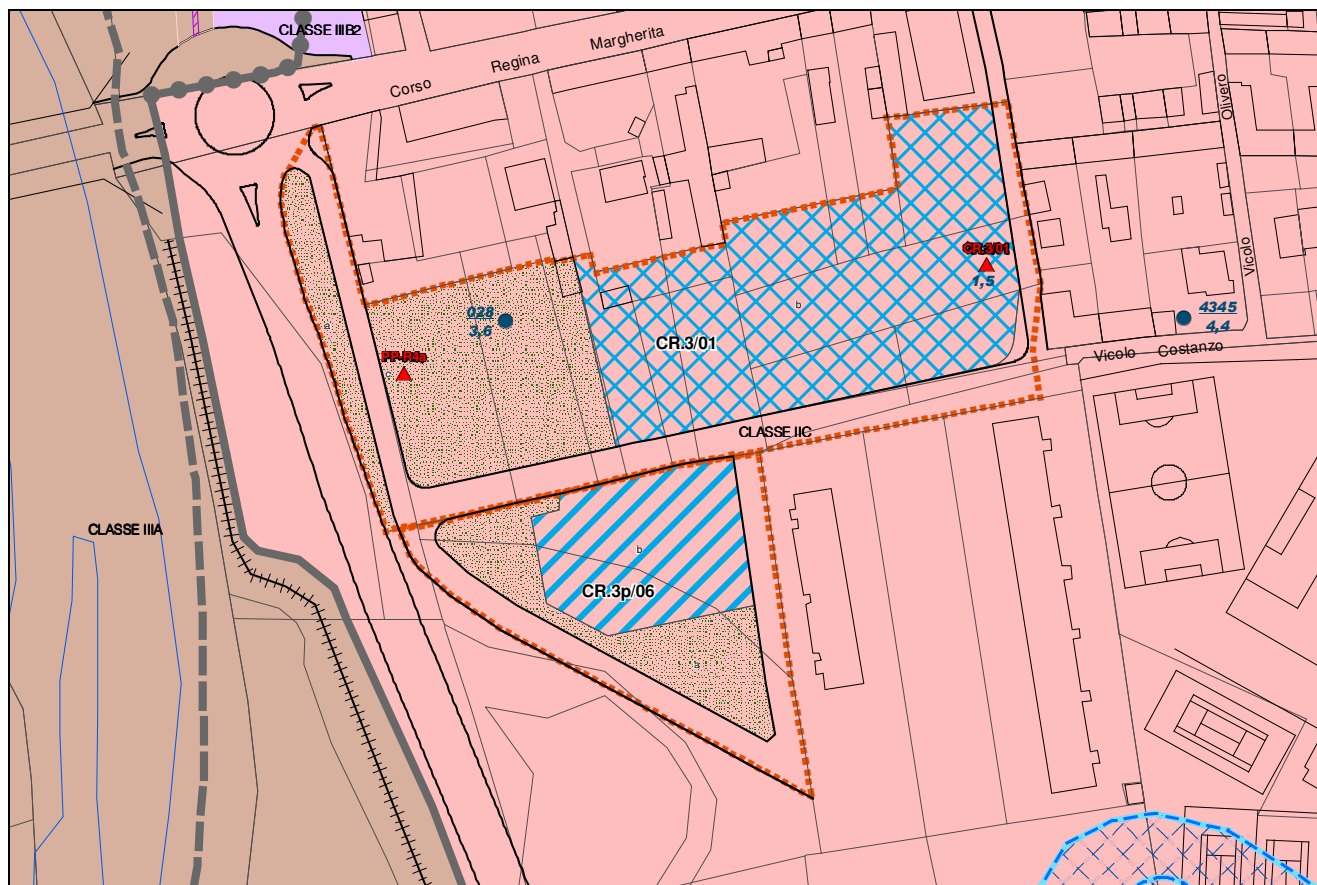 CLASSE IIIB2
Corso Regina Margherita
Olivero
Vicolo
CR.3/01
1,5
b
028
3,6
a
4345
4,4
CR.3/01
Vicolo Costanzo
PP-R4a
CLASSE IIC
CLASSE IIIA
b
CR.3p/06
a